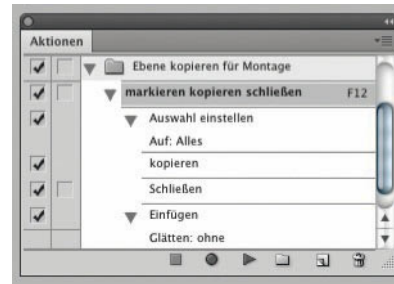 Aktionen
Ebene kopieren für Montage
markieren kopieren schließen F12
Auswahl einstellen
Auf: Alles
kopieren
Schließen
Einfügen
Glätten: ohne